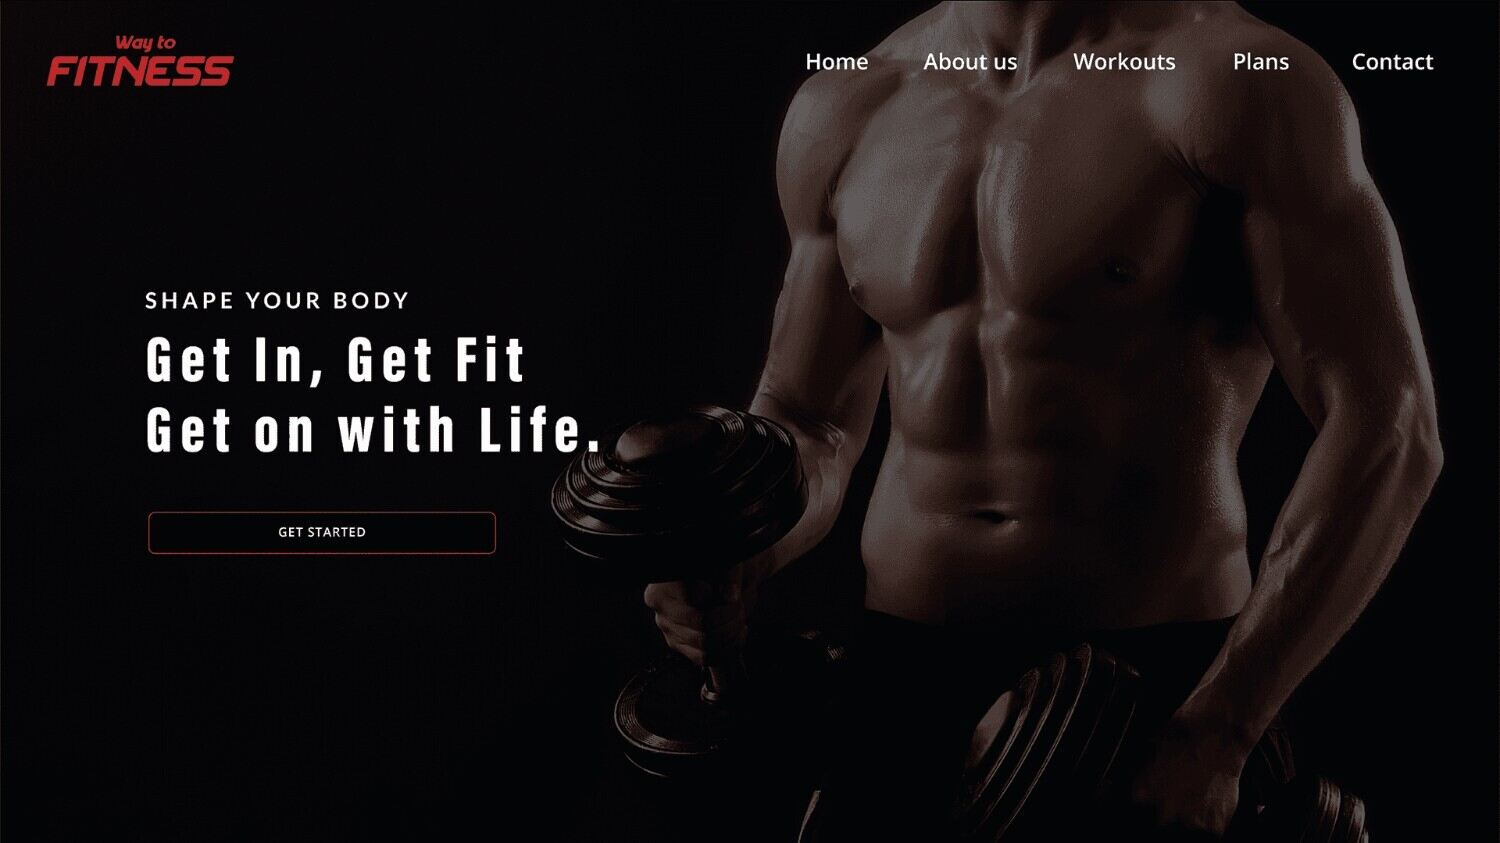 Way to
FITNESS
Home About us Workouts Plans Contact
SHAPE YOUR BODY
Get In, Get Fit
Get on with Life.
GET STARTED